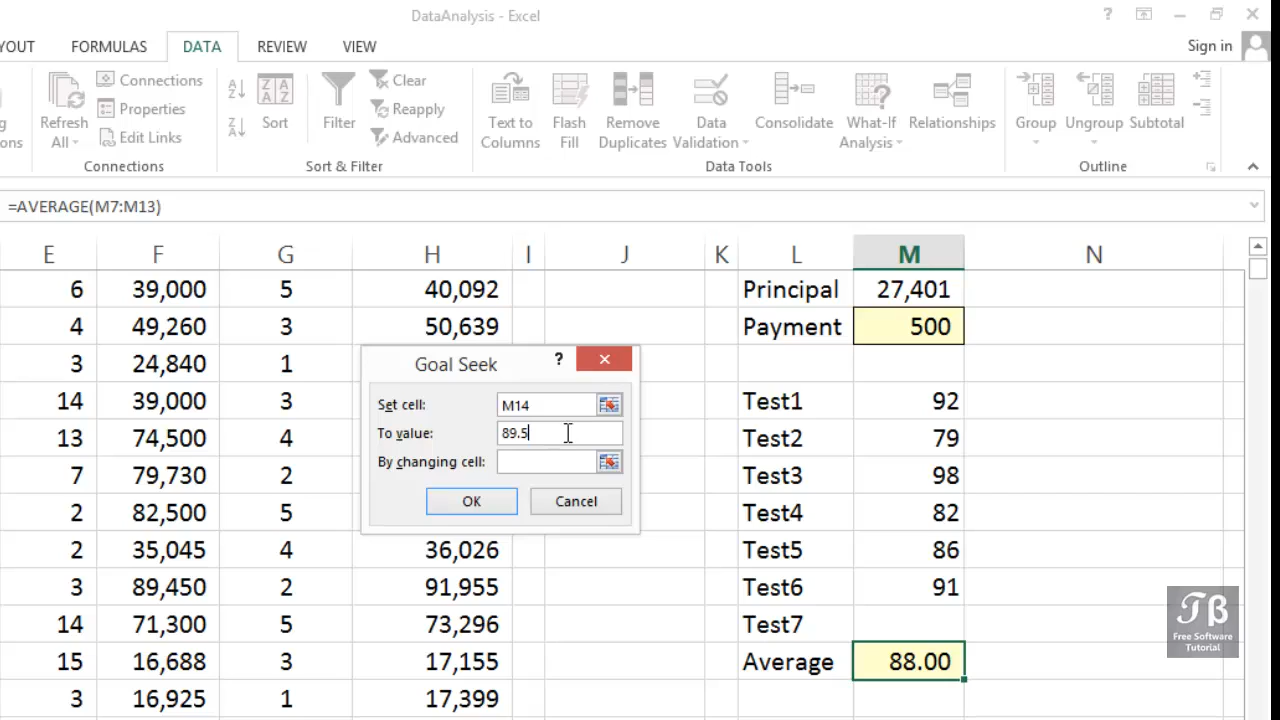 DataAnalysis - Excel
?
YOUT FORMULAS DATA REVIEW VIEW Sign in
Connections Clear
Properties Reapply
Edit Links Advanced
Refresh All
Sort
Filter
Text to Columns
Flash Fill
Remove Duplicates
Data Validation
Consolidate
What-If Analysis
Relationships
Group
Ungroup
Subtotal
g
ons
Connections Sort & Filter Data Tools Outline
=AVERAGE(M7:M13)
E F G H I J K L M N
6 39,000 5 40,092 Principal 27,401
4 49,260 3 50,639 Payment 500
3 24,840 1
14 39,000 3 Test1 92
13 74,500 4 Test2 79
7 79,730 2 Test3 98
2 82,500 5 Test4 82
2 35,045 4 36,026 Test5 86
3 89,450 2 91,955 Test6 91
14 71,300 5 73,296 Test7
15 16,688 3 17,155 Average 88.00
3 16,925 1 17,399
Goal Seek ?
Set cell: M14
To value: 89.5
By changing cell:
OK Cancel
TB
Free Software
Tutorial